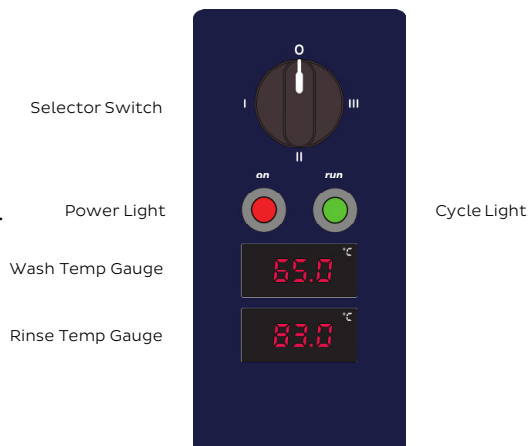 O
Selector Switch
I
III
II
on
run
.
Power Light
Cycle Light
°C
Wash Temp Gauge
65.0
°C
Rinse Temp Gauge
83.0